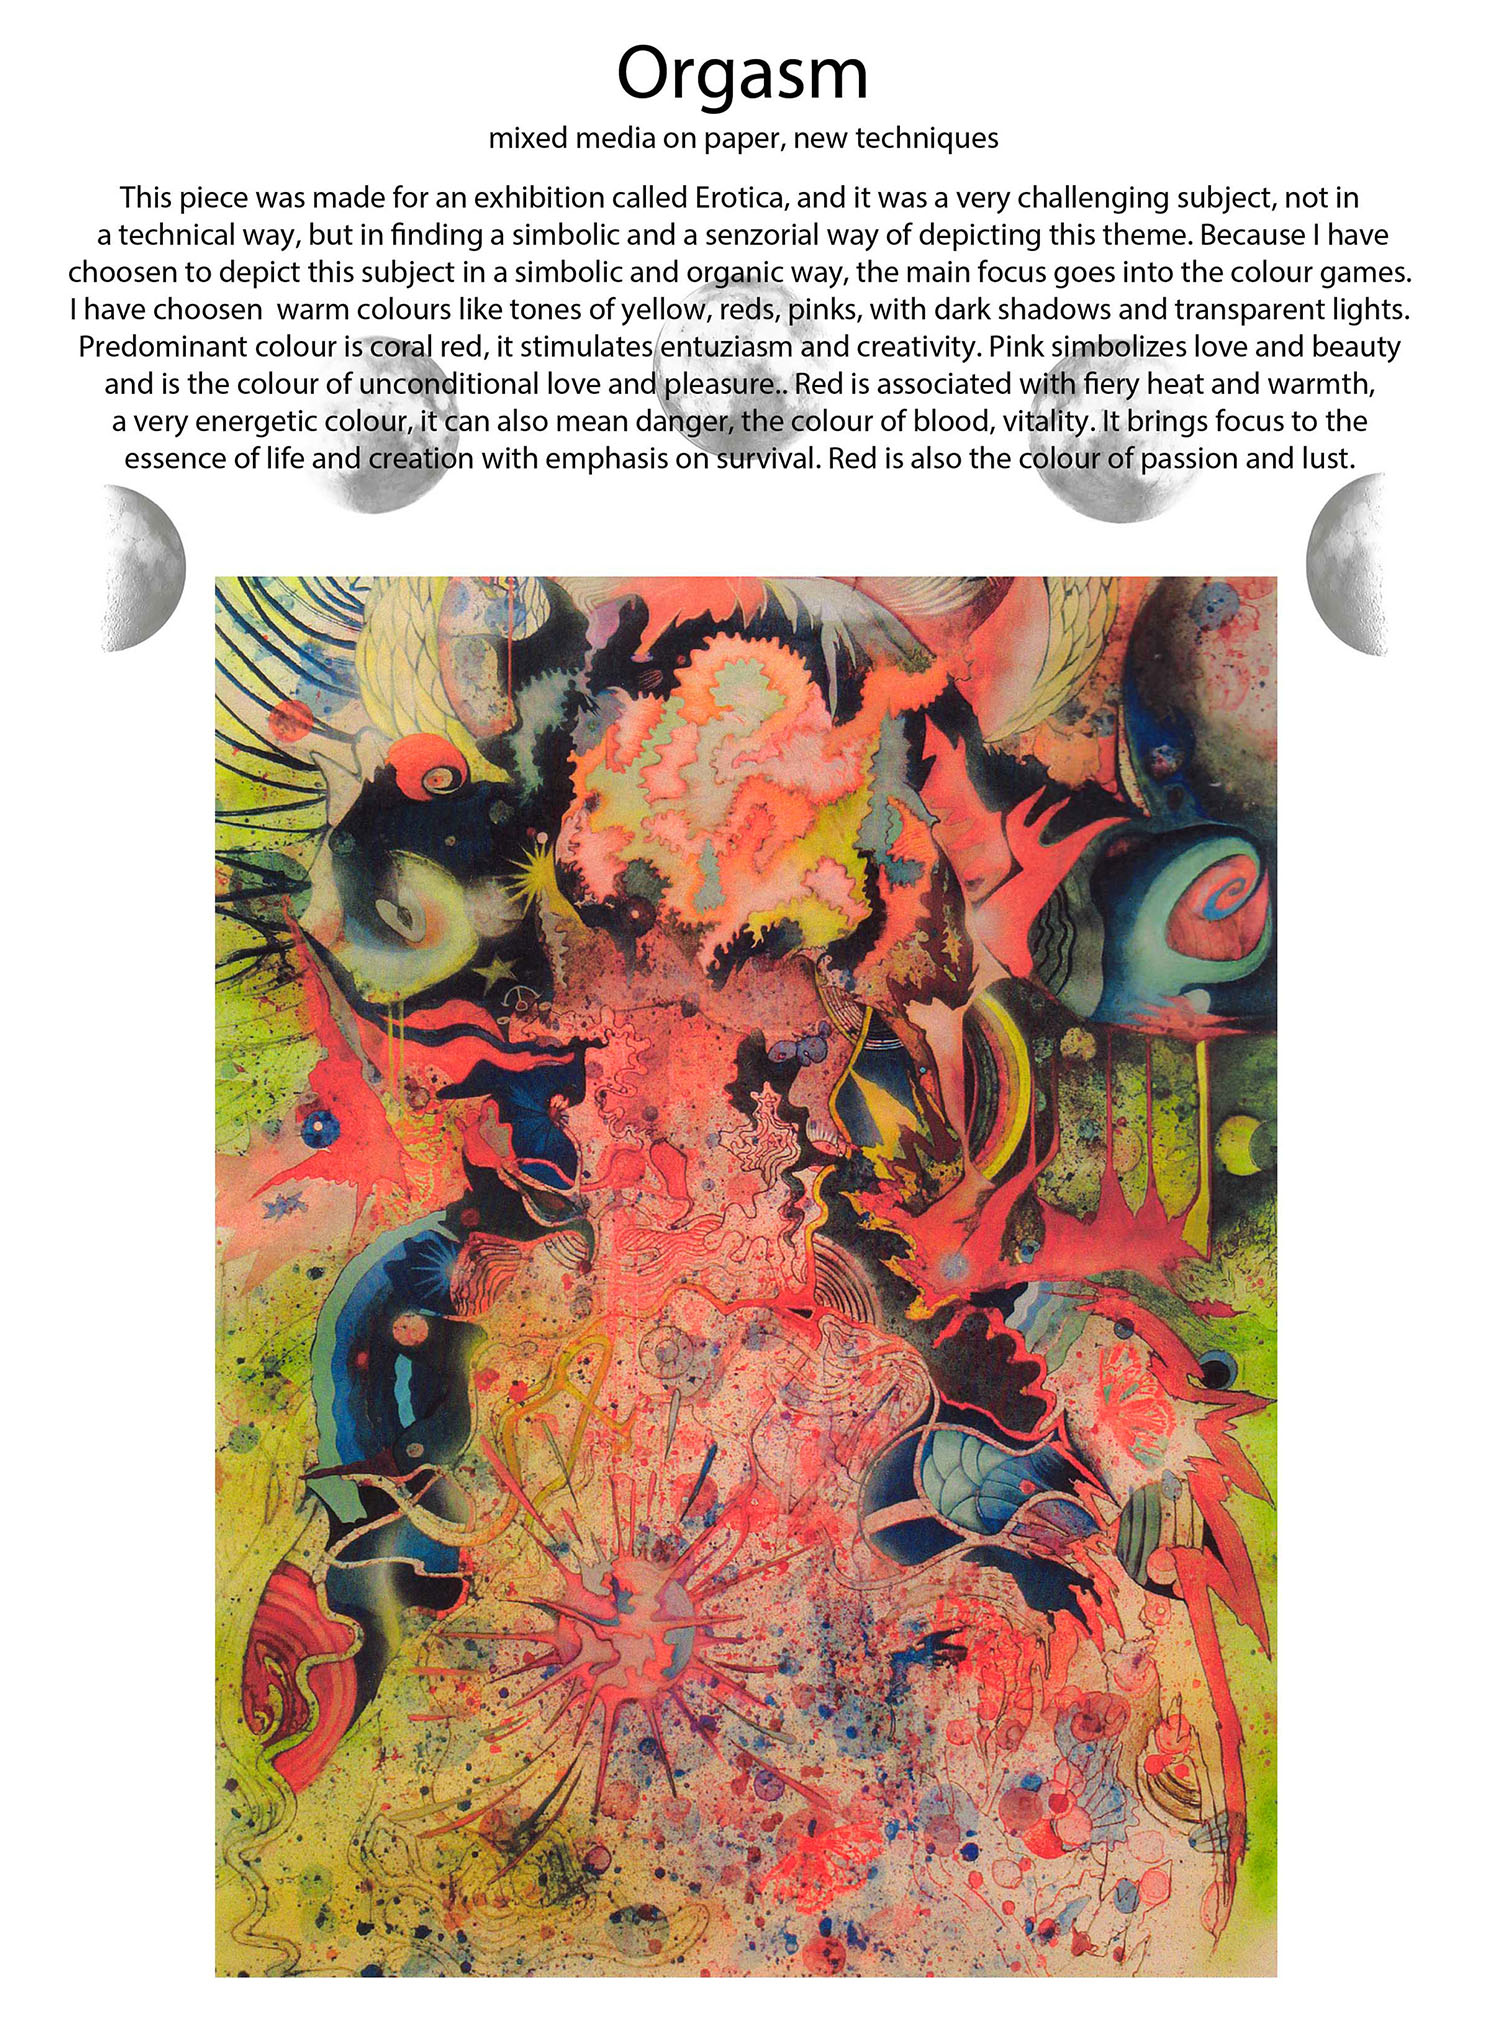 Orgasm
mixed media on paper, new techniques
This piece was made for an exhibition called Erotica, and it was a very challenging subject, not in
a technical way, but in finding a simbolic and a senzorial way of depicting this theme. Because I have
choosen to depict this subject in a simbolic and organic way, the main focus goes into the colour games.
I have choosen  warm colours like tones of yellow, reds, pinks, with dark shadows and transparent lights.
Predominant colour is coral red, it stimulates entuziasm and creativity. Pink simbolizes love and beauty
and is the colour of unconditional love and pleasure.. Red is associated with fiery heat and warmth,
a very energetic colour, it can also mean danger, the colour of blood, vitality. It brings focus to the
essence of life and creation with emphasis on survival. Red is also the colour of passion and lust.